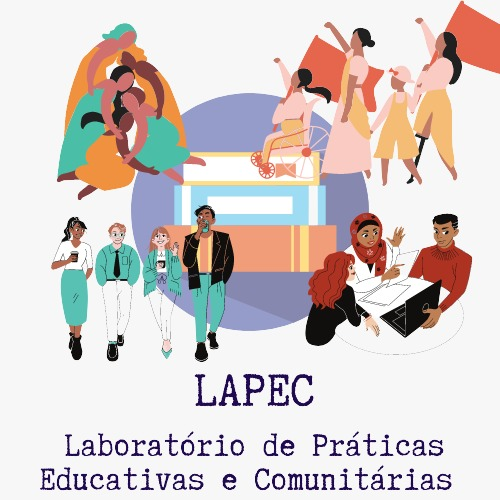 LAPEC
Laboratório de Práticas
Educativas e Comunitárias